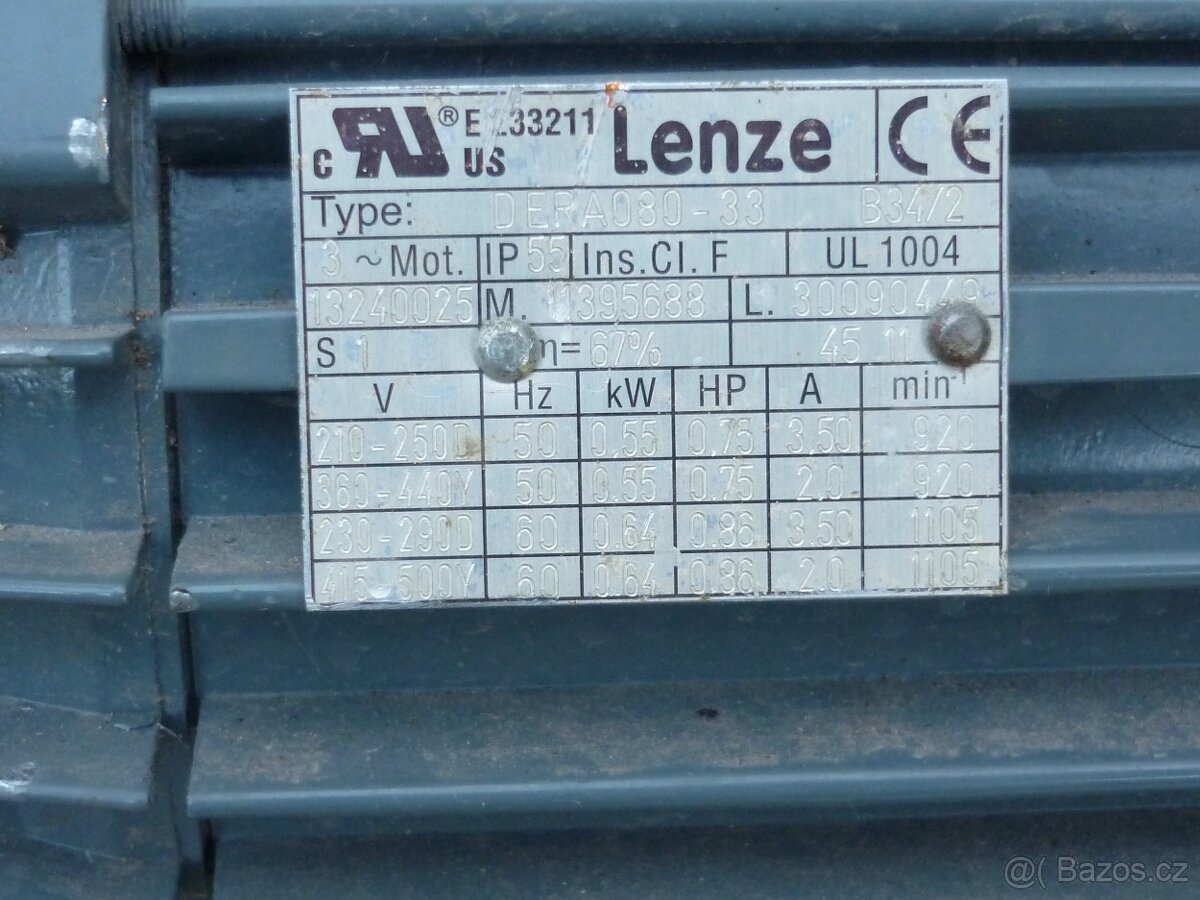 c RU ® US E 233211 Lenze CE
Type: DERA080-33 B34/2
3 ~ Mot. IP 55 Ins.Cl. F UL 1004
13240025 M. 1395688 L.
S 1 η= 67% 45 11
V Hz kW HP A min-1
210-250D 50 0.55 0.75 3.50 920
360-440Y 50 0.55 0.75 2.0 920
230-290D 60 0.64 0.86 3.50 1105
415-500Y 60 0.64 0.86 2.0 1105
@( Bazos.cz